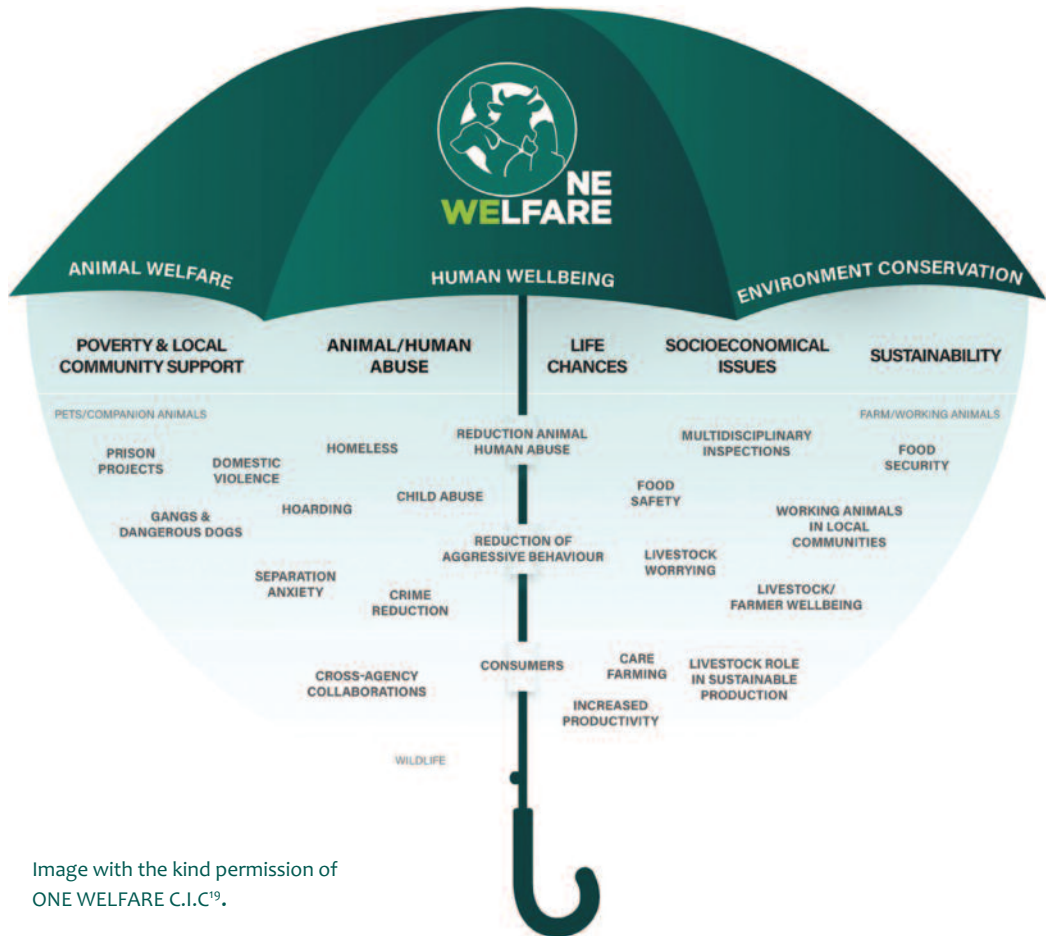 ONE
WELFARE
ANIMAL WELFARE
HUMAN WELLBEING
ENVIRONMENT CONSERVATION
POVERTY & LOCAL
COMMUNITY SUPPORT
ANIMAL/HUMAN
ABUSE
LIFE
CHANCES
SOCIOECONOMICAL
ISSUES
SUSTAINABILITY
PETS/COMPANION ANIMALS
FARM/WORKING ANIMALS
PRISON
PROJECTS
DOMESTIC
VIOLENCE
HOMELESS
REDUCTION ANIMAL
HUMAN ABUSE
MULTIDISCIPLINARY
INSPECTIONS
FOOD
SECURITY
GANGS &
DANGEROUS DOGS
HOARDING
CHILD ABUSE
FOOD
SAFETY
WORKING ANIMALS
IN LOCAL
COMMUNITIES
REDUCTION OF
AGGRESSIVE BEHAVIOUR
LIVESTOCK
WORRYING
SEPARATION
ANXIETY
CRIME
REDUCTION
LIVESTOCK/
FARMER WELLBEING
CROSS-AGENCY
COLLABORATIONS
CONSUMERS
CARE
FARMING
LIVESTOCK ROLE
IN SUSTAINABLE
PRODUCTION
INCREASED
PRODUCTIVITY
WILDLIFE
Image with the kind permission of
ONE WELFARE C.I.C¹⁹.